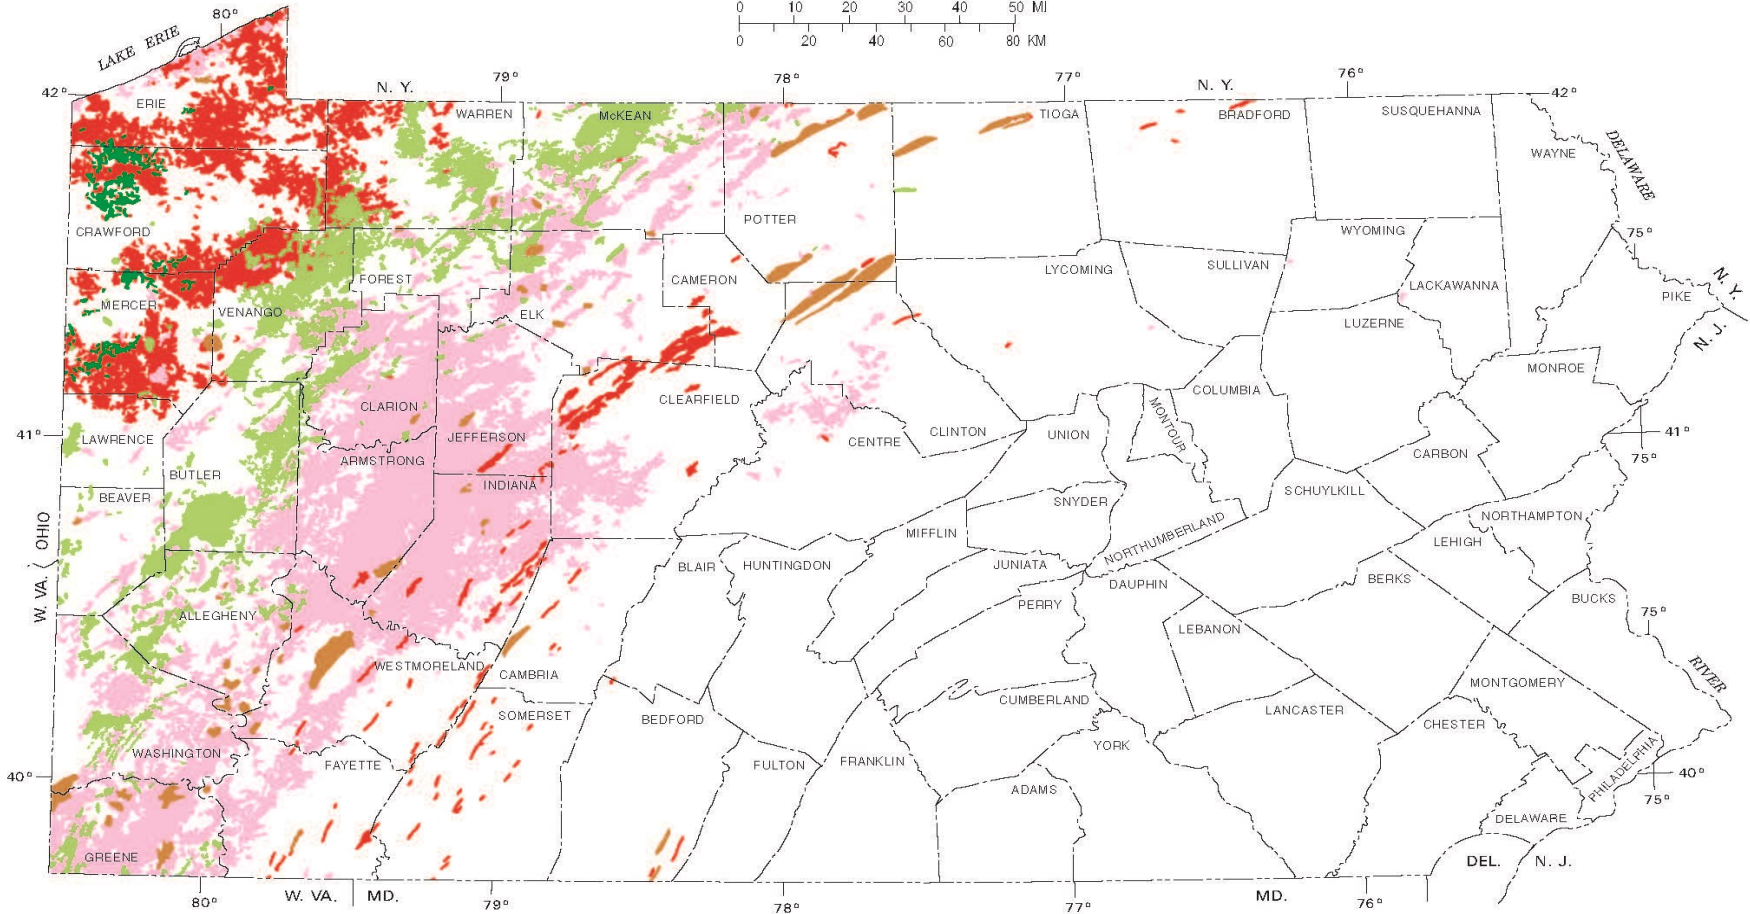 0 10 20 30 40 50 MI
0 20 40 60 80 KM
80°
LAKE ERIE
79°
78°
77°
76°
42°
N. Y.
N. Y.
42°
ERIE
WARREN
McKEAN
TIOGA
BRADFORD
SUSQUEHANNA
WAYNE
DELAWARE
CRAWFORD
POTTER
WYOMING
75°
FOREST
CAMERON
LYCOMING
SULLIVAN
LACKAWANNA
N. Y.
PIKE
MERCER
VENANGO
ELK
LUZERNE
N. J.
MONROE
CLARION
CLEARFIELD
COLUMBIA
MONTOUR
41°
LAWRENCE
JEFFERSON
CENTRE
CLINTON
UNION
41°
75°
ARMSTRONG
CARBON
BUTLER
INDIANA
BEAVER
SNYDER
SCHUYLKILL
NORTHAMPTON
OHIO
MIFFLIN
NORTHUMBERLAND
LEHIGH
BLAIR
HUNTINGDON
JUNIATA
DAUPHIN
BERKS
W. VA.
PERRY
BUCKS
75°
ALLEGHENY
LEBANON
WESTMORELAND
CAMBRIA
MONTGOMERY
RIVER
CUMBERLAND
SOMERSET
BEDFORD
LANCASTER
CHESTER
WASHINGTON
YORK
FAYETTE
FULTON
FRANKLIN
PHILADELPHIA
40°
40°
75°
ADAMS
DELAWARE
GREENE
DEL.
N. J.
80°
W. VA.
MD.
79°
78°
77°
MD.
76°